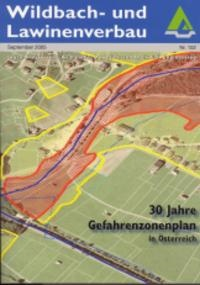 Wildbach- und
Lawinenverbau
September 2005
Nr. 152
30 Jahre
Gefahrenzonenplan
in Österreich